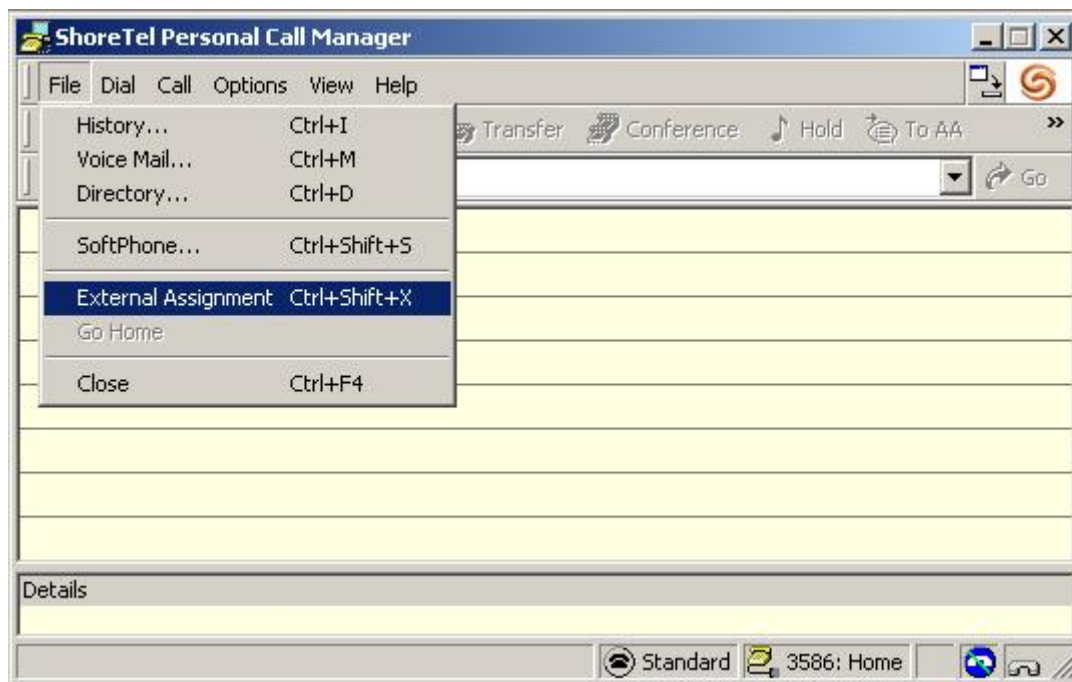 ShoreTel Personal Call Manager
File Dial Call Options View Help
History... Ctrl+I
Transfer Conference Hold To AA »
Voice Mail... Ctrl+M
Go
Directory... Ctrl+D
SoftPhone... Ctrl+Shift+S
External Assignment Ctrl+Shift+X
Go Home
Close Ctrl+F4
Details
Standard 3586: Home